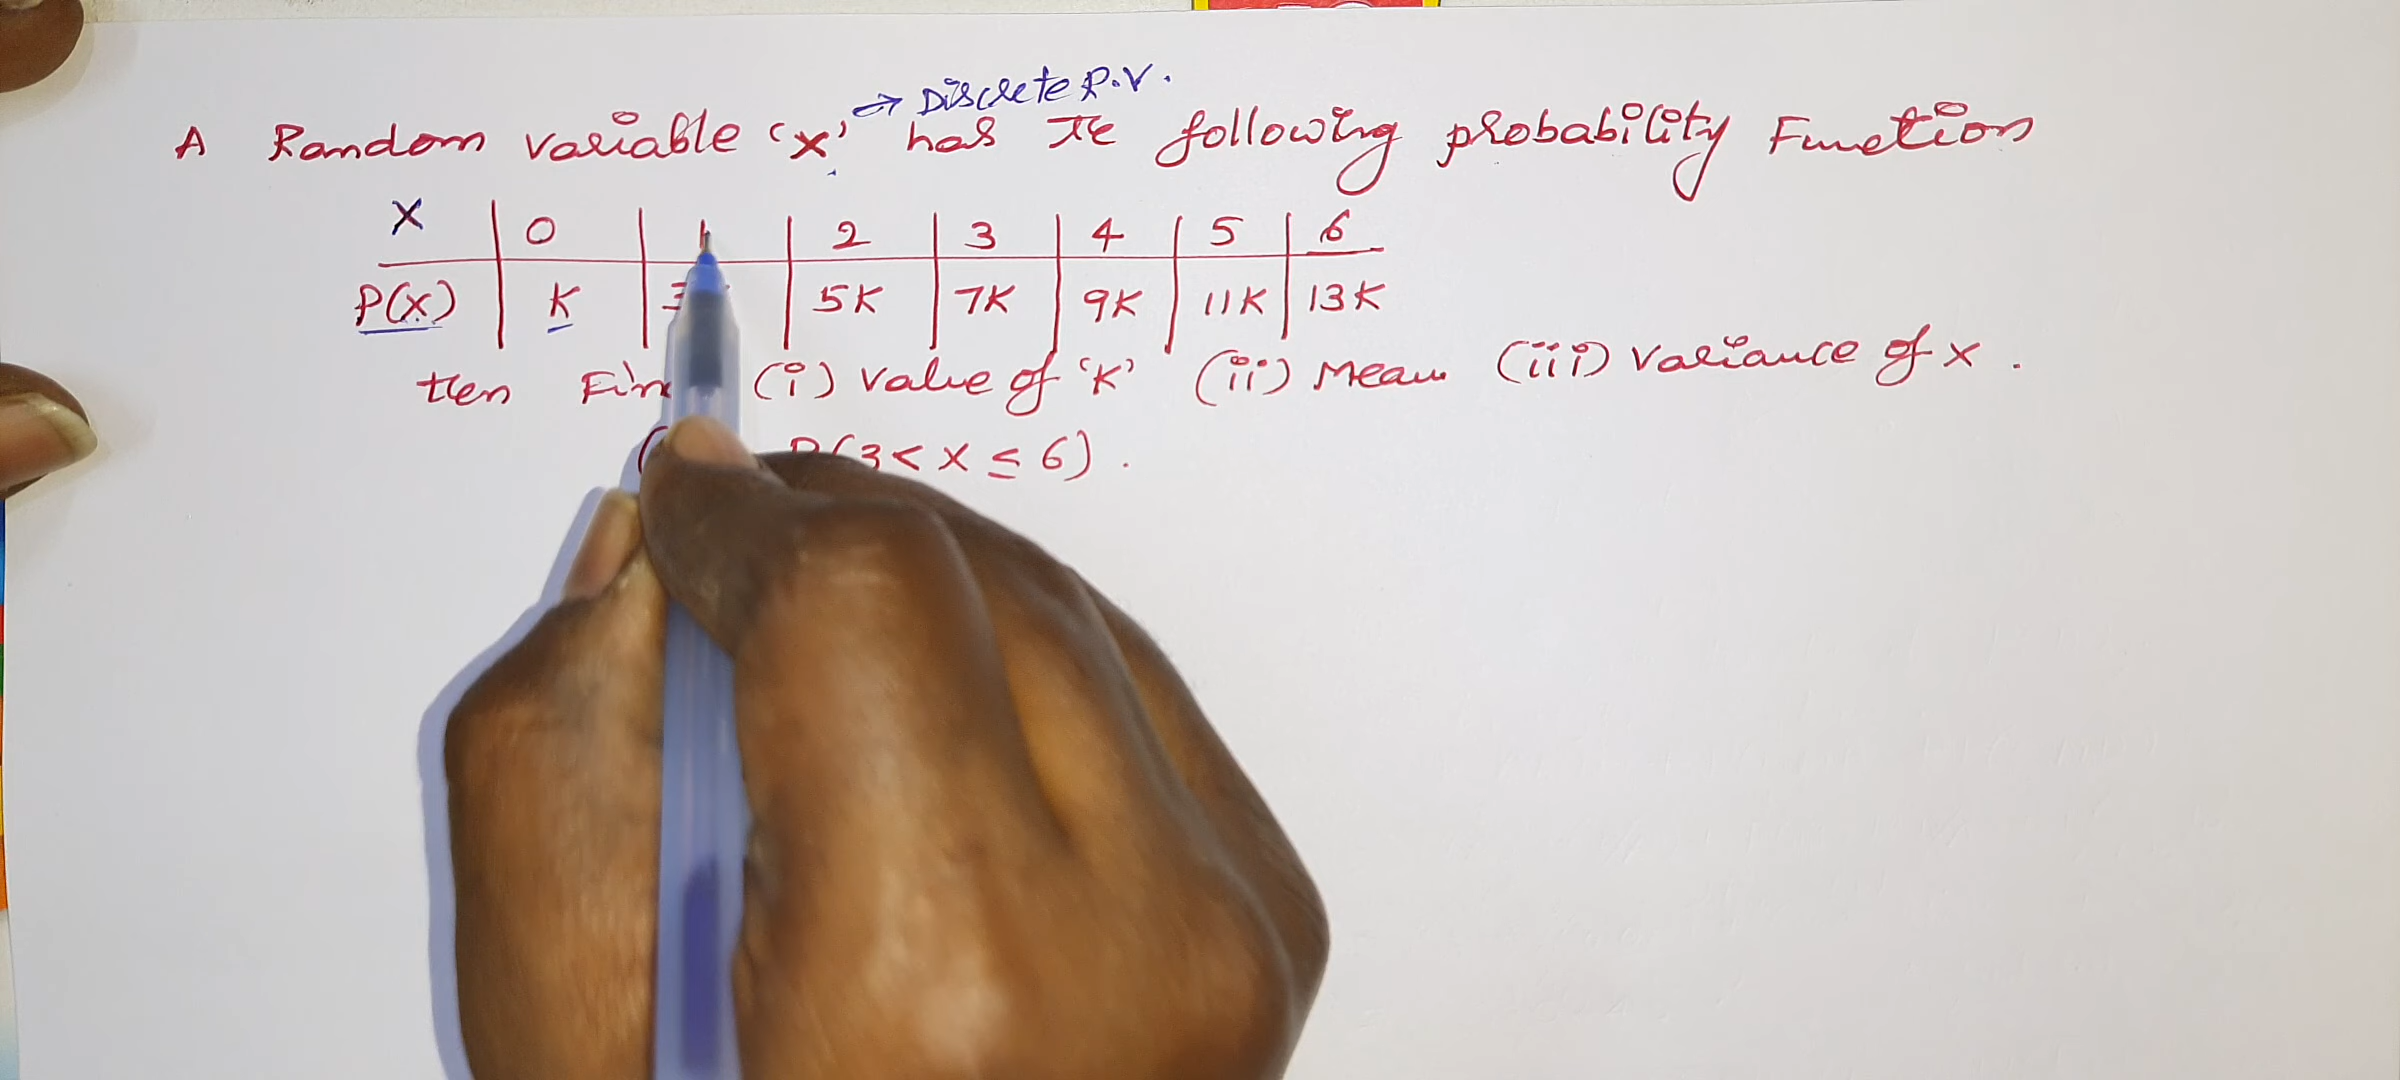 → Discrete R.V.
A Random variable 'x' has the following probability Function
X 0 1 2 3 4 5 6
P(X) K 5K 7K 9K 11K 13K
then Find (i) value of 'K' (ii) Mean (iii) variance of x.
P(3 < x ≤ 6).